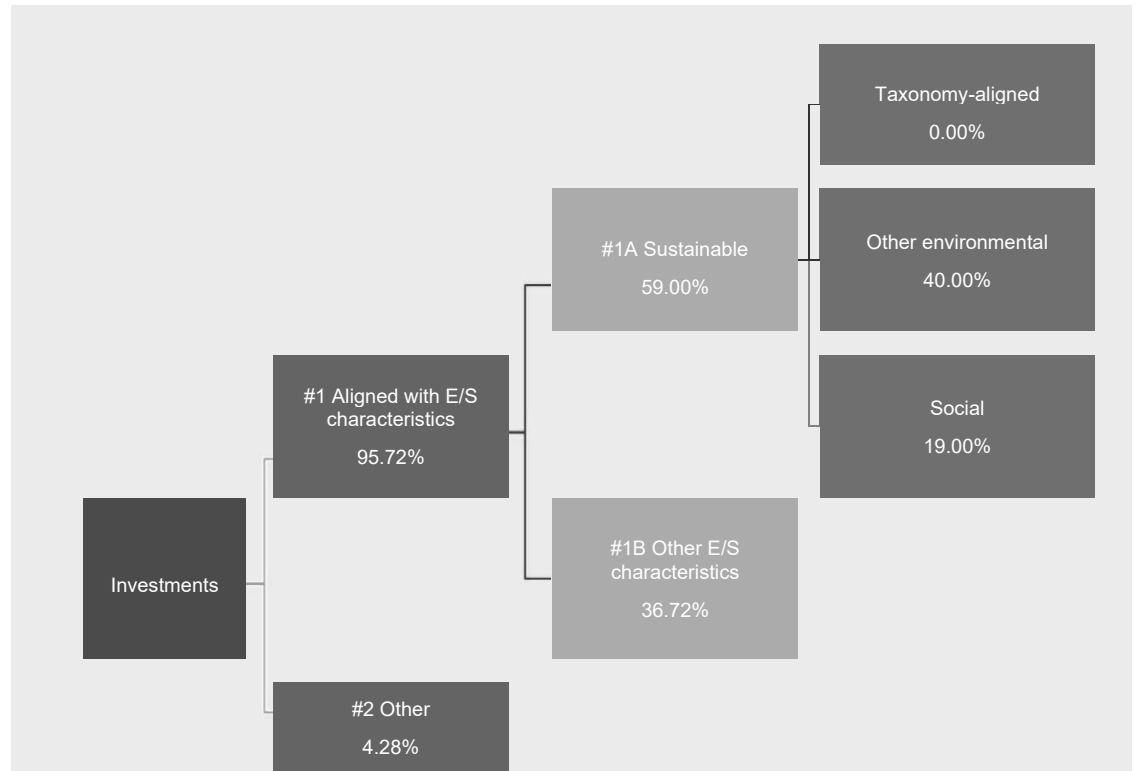 Taxonomy-aligned
0.00%
#1A Sustainable
59.00%
Other environmental
40.00%
#1 Aligned with E/S
characteristics
95.72%
Social
19.00%
Investments
#1B Other E/S
characteristics
36.72%
#2 Other
4.28%